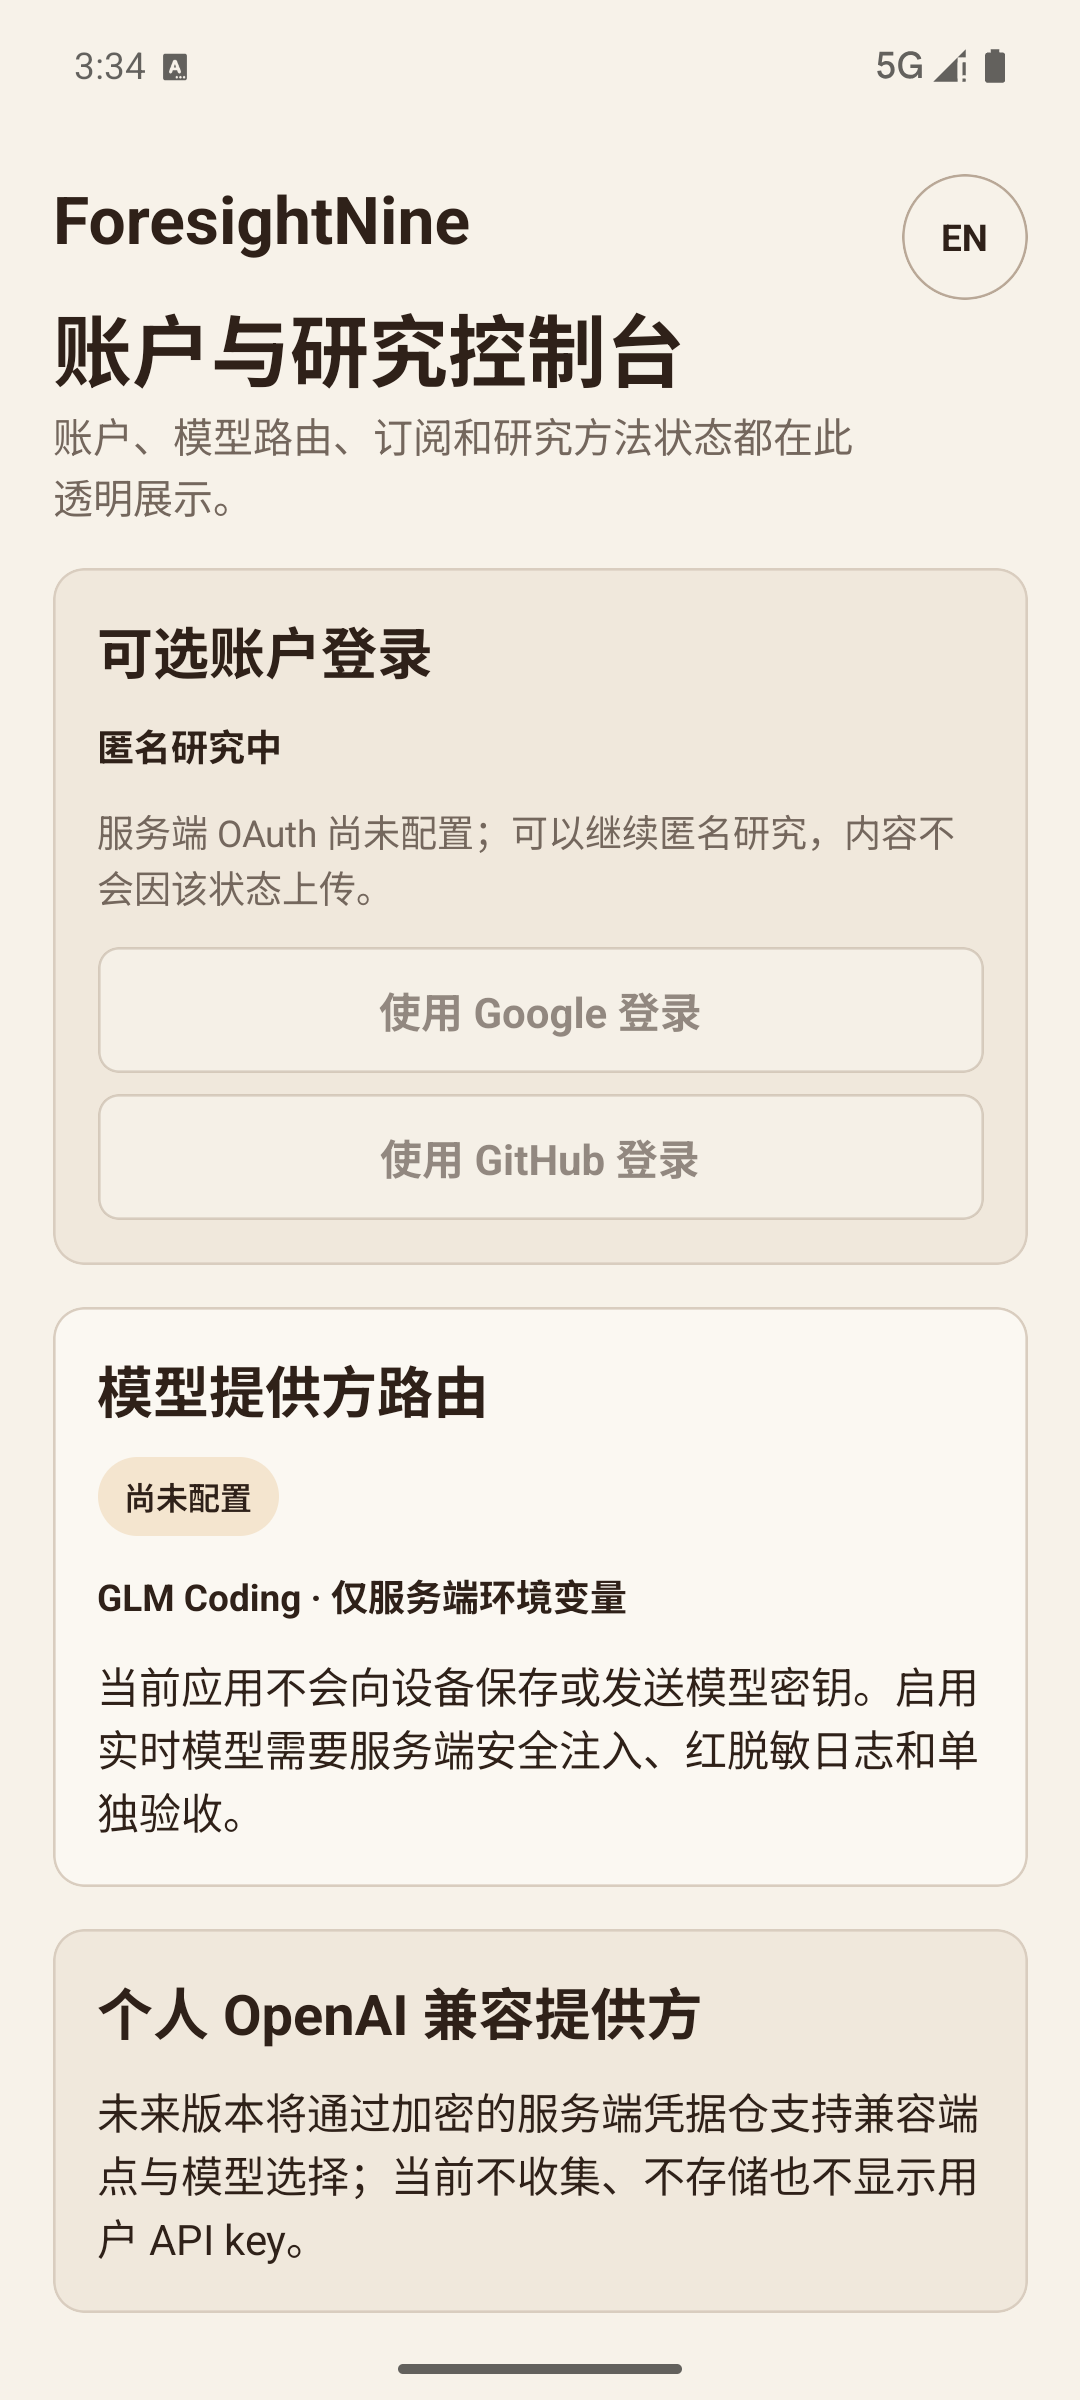 3:34
5G
ForesightNine
EN
账户与研究控制台
账户、模型路由、订阅和研究方法状态都在此
透明展示。
可选账户登录
匿名研究中
服务端 OAuth 尚未配置；可以继续匿名研究，内容不
会因该状态上传。
使用 Google 登录
使用 GitHub 登录
模型提供方路由
尚未配置
GLM Coding · 仅服务端环境变量
当前应用不会向设备保存或发送模型密钥。启用
实时模型需要服务端安全注入、红脱敏日志和单
独验收。
个人 OpenAI 兼容提供方
未来版本将通过加密的服务端凭据仓支持兼容端
点与模型选择；当前不收集、不存储也不显示用
户 API key。